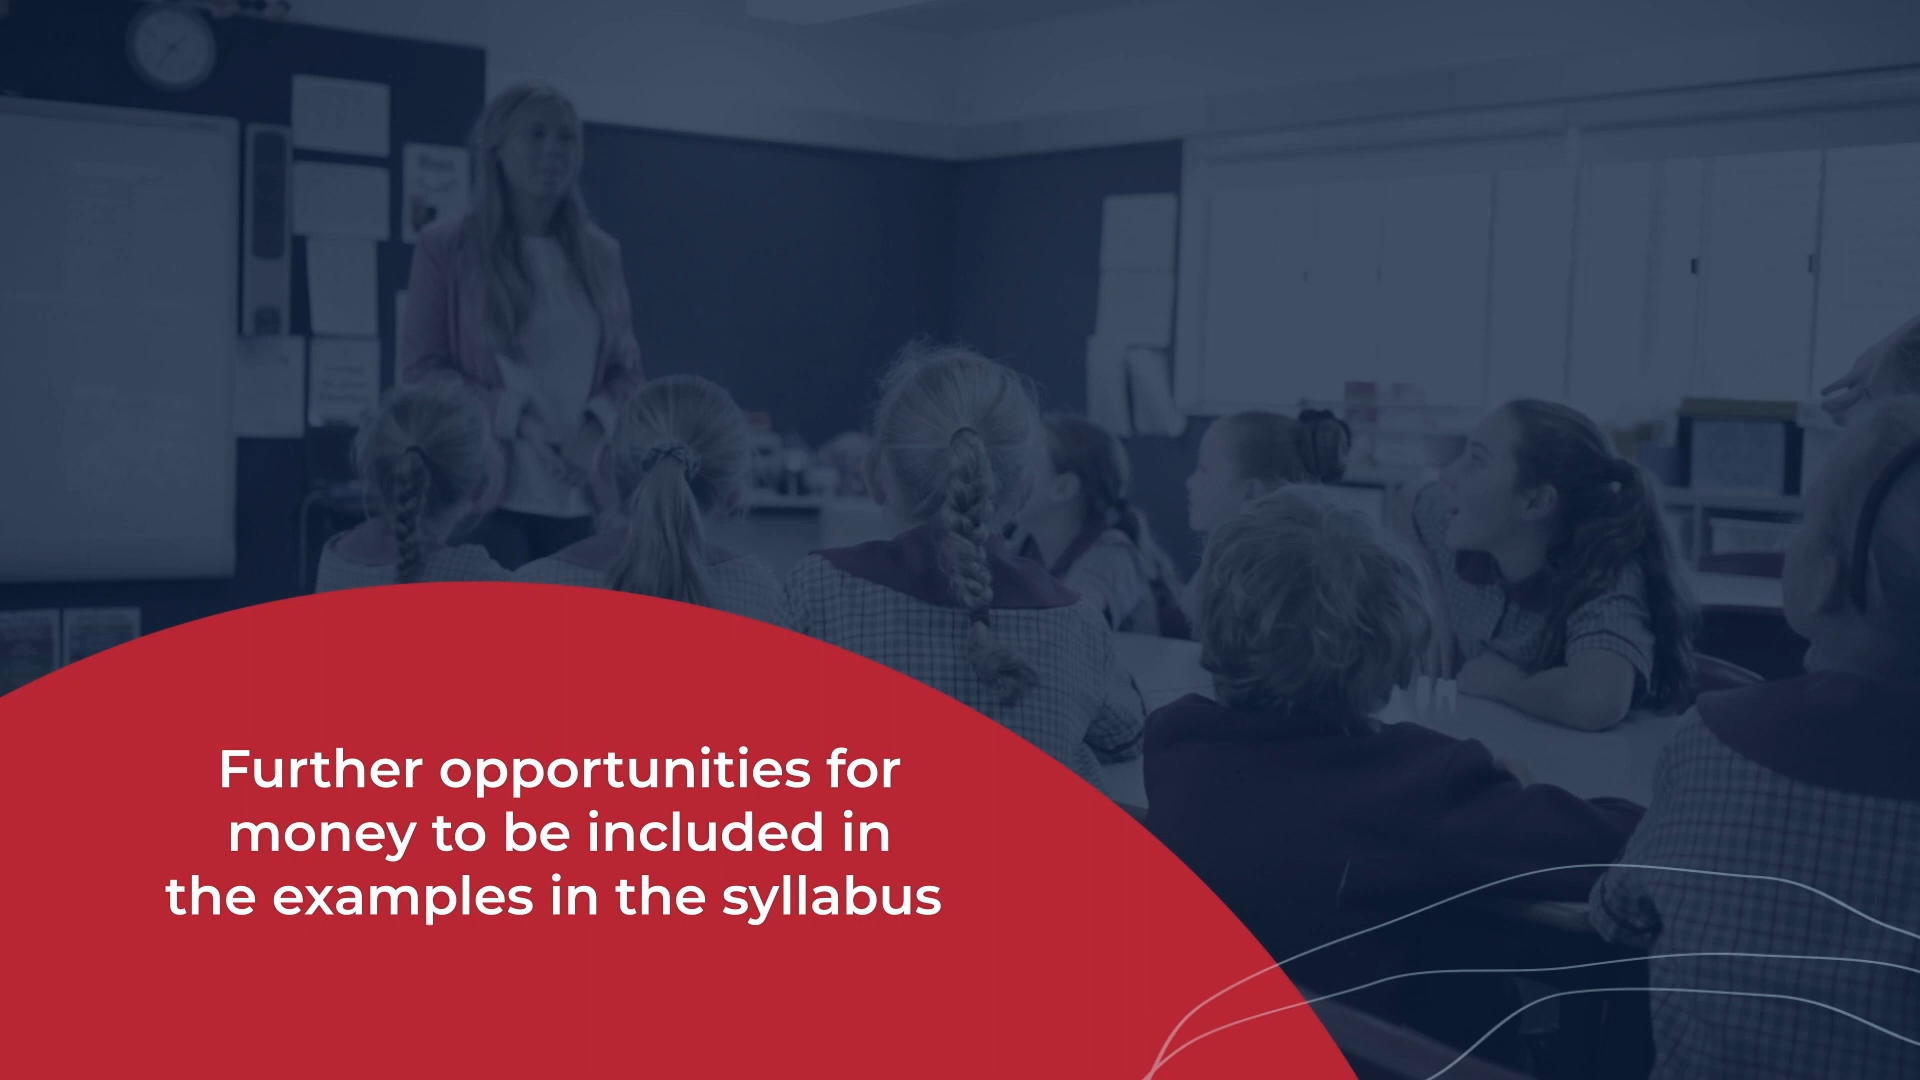 Further opportunities for
money to be included in
the examples in the syllabus